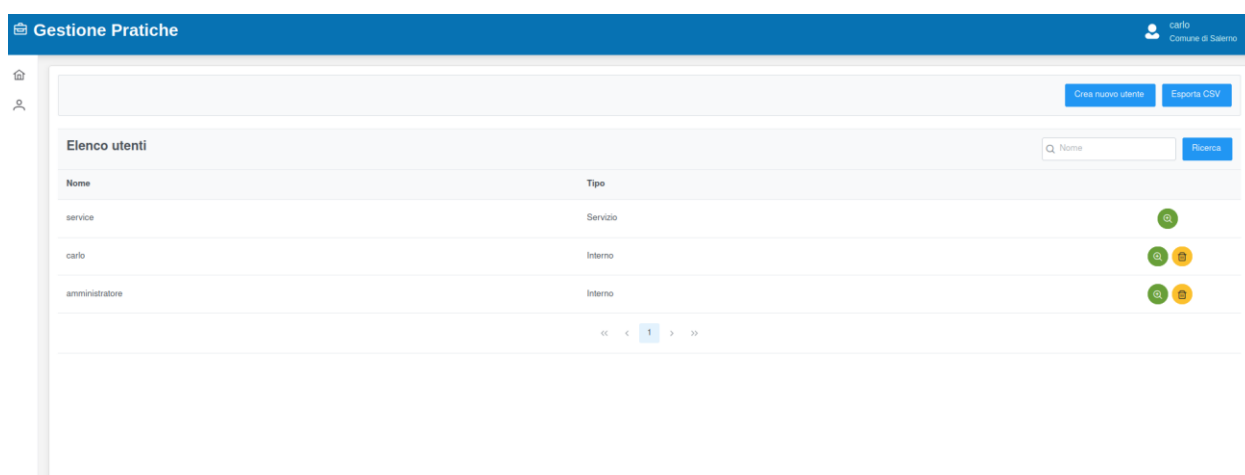 Gestione Pratiche
carlo
Comune di Salerno
Crea nuovo utente
Esporta CSV
Elenco utenti
Nome
Ricerca
Nome Tipo
service Servizio
carlo Interno
amministratore Interno
<< < 1 > >>